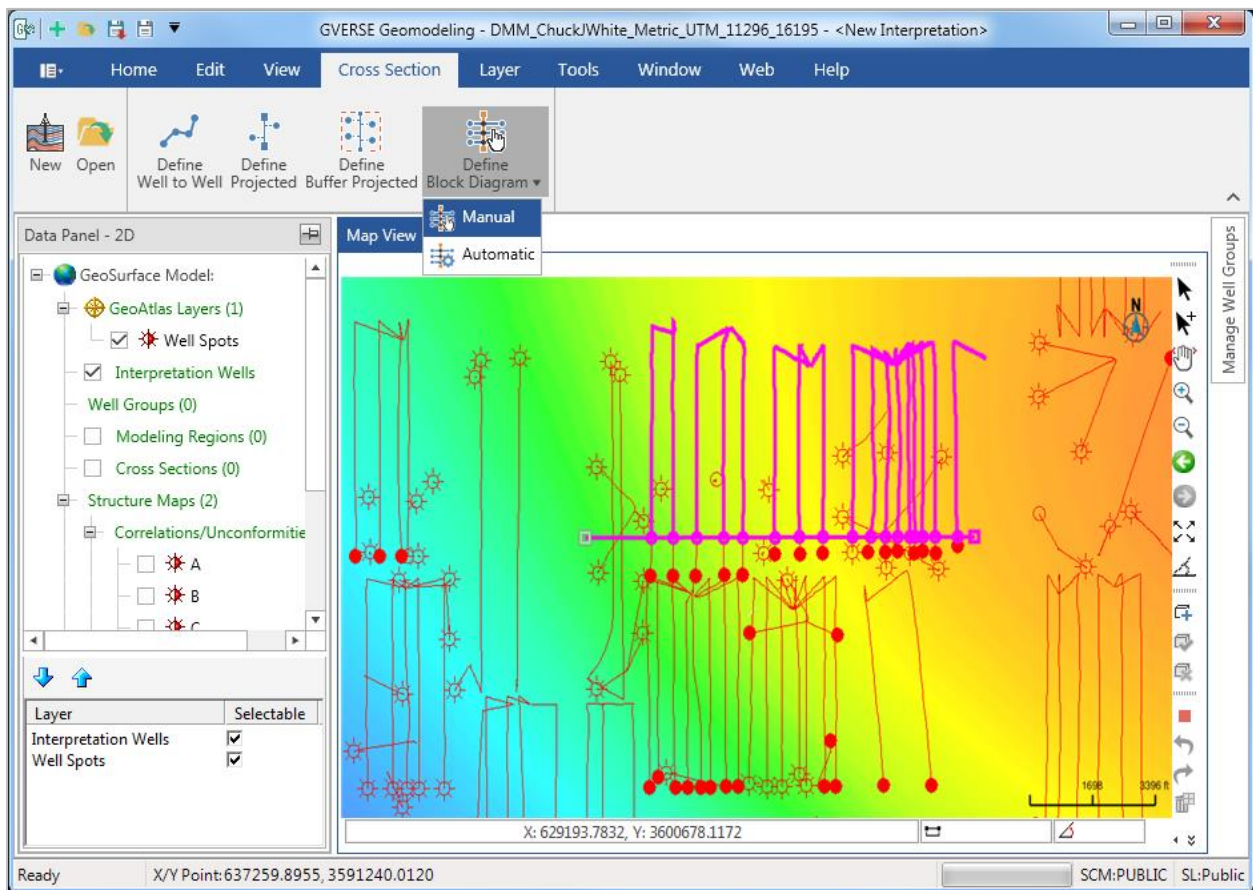 GVERSE Geomodeling - DMM_ChuckJWhite_Metric_UTM_11296_16195 - <New Interpretation>
Home Edit View Cross Section Layer Tools Window Web Help
New Open Define Well to Well Define Projected Define Buffer Projected Define Block Diagram
Manual
Automatic
Data Panel - 2D
Map View
Manage Well Groups
GeoSurface Model:
GeoAtlas Layers (1)
Well Spots
Interpretation Wells
Well Groups (0)
Modeling Regions (0)
Cross Sections (0)
Structure Maps (2)
Correlations/Unconformitie
A
B
C
N
1698 3396 ft
Layer Selectable
Interpretation Wells
Well Spots
X: 629193.7832, Y: 3600678.1172
Ready X/Y Point: 637259.8955, 3591240.0120 SCM:PUBLIC SL:Public